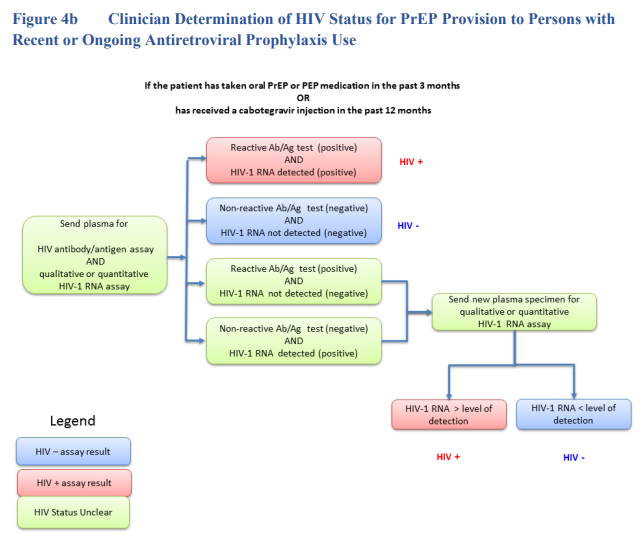 Figure 4b Clinician Determination of HIV Status for PrEP Provision to Persons with
Recent or Ongoing Antiretroviral Prophylaxis Use
If the patient has taken oral PrEP or PEP medication in the past 3 months
OR
has received a cabotegravir injection in the past 12 months
Send plasma for
HIV antibody/antigen assay
AND
qualitative or quantitative
HIV-1 RNA assay
Reactive Ab/Ag test (positive)
AND
HIV-1 RNA detected (positive)
HIV +
Non-reactive Ab/Ag test (negative)
AND
HIV-1 RNA not detected (negative)
HIV -
Reactive Ab/Ag test (positive)
AND
HIV-1 RNA not detected (negative)
Non-reactive Ab/Ag test (negative)
AND
HIV-1 RNA detected (positive)
Send new plasma specimen for
qualitative or quantitative
HIV-1 RNA assay
HIV-1 RNA > level of
detection
HIV +
HIV-1 RNA < level of
detection
HIV -
Legend
HIV – assay result
HIV + assay result
HIV Status Unclear